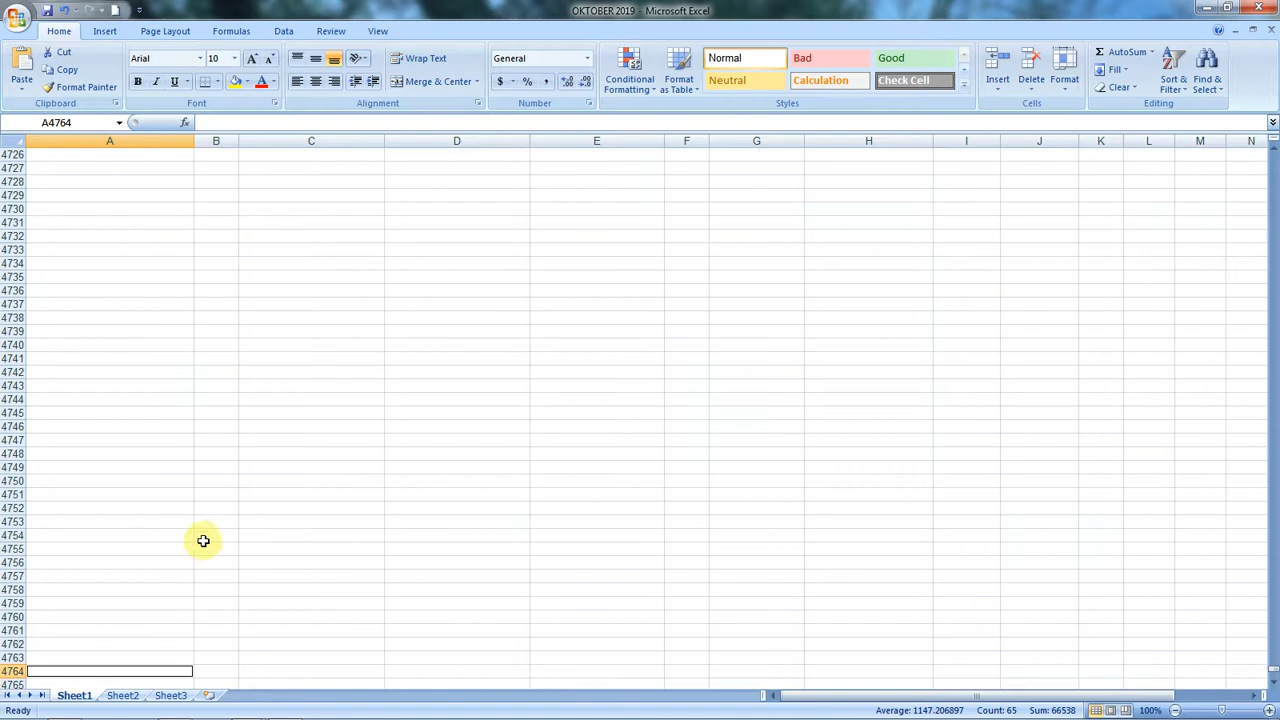 OKTOBER 2019 - Microsoft Excel
Home Insert Page Layout Formulas Data Review View
Paste
Cut
Copy
Format Painter
Clipboard
Arial 10
B I U
Font
Wrap Text
Merge & Center
Alignment
General
$ % ,
Number
Conditional Formatting
Format as Table
Normal Bad Good
Neutral Calculation Check Cell
Styles
Insert Delete Format
Cells
AutoSum
Fill
Clear
Sort & Filter
Find & Select
Editing
A4764 fx
A B C D E F G H I J K L M N
4726
4727
4728
4729
4730
4731
4732
4733
4734
4735
4736
4737
4738
4739
4740
4741
4742
4743
4744
4745
4746
4747
4748
4749
4750
4751
4752
4753
4754
4755
4756
4757
4758
4759
4760
4761
4762
4763
4764
4765
Sheet1 Sheet2 Sheet3
Ready Average: 1147.206897 Count: 65 Sum: 66538 100%